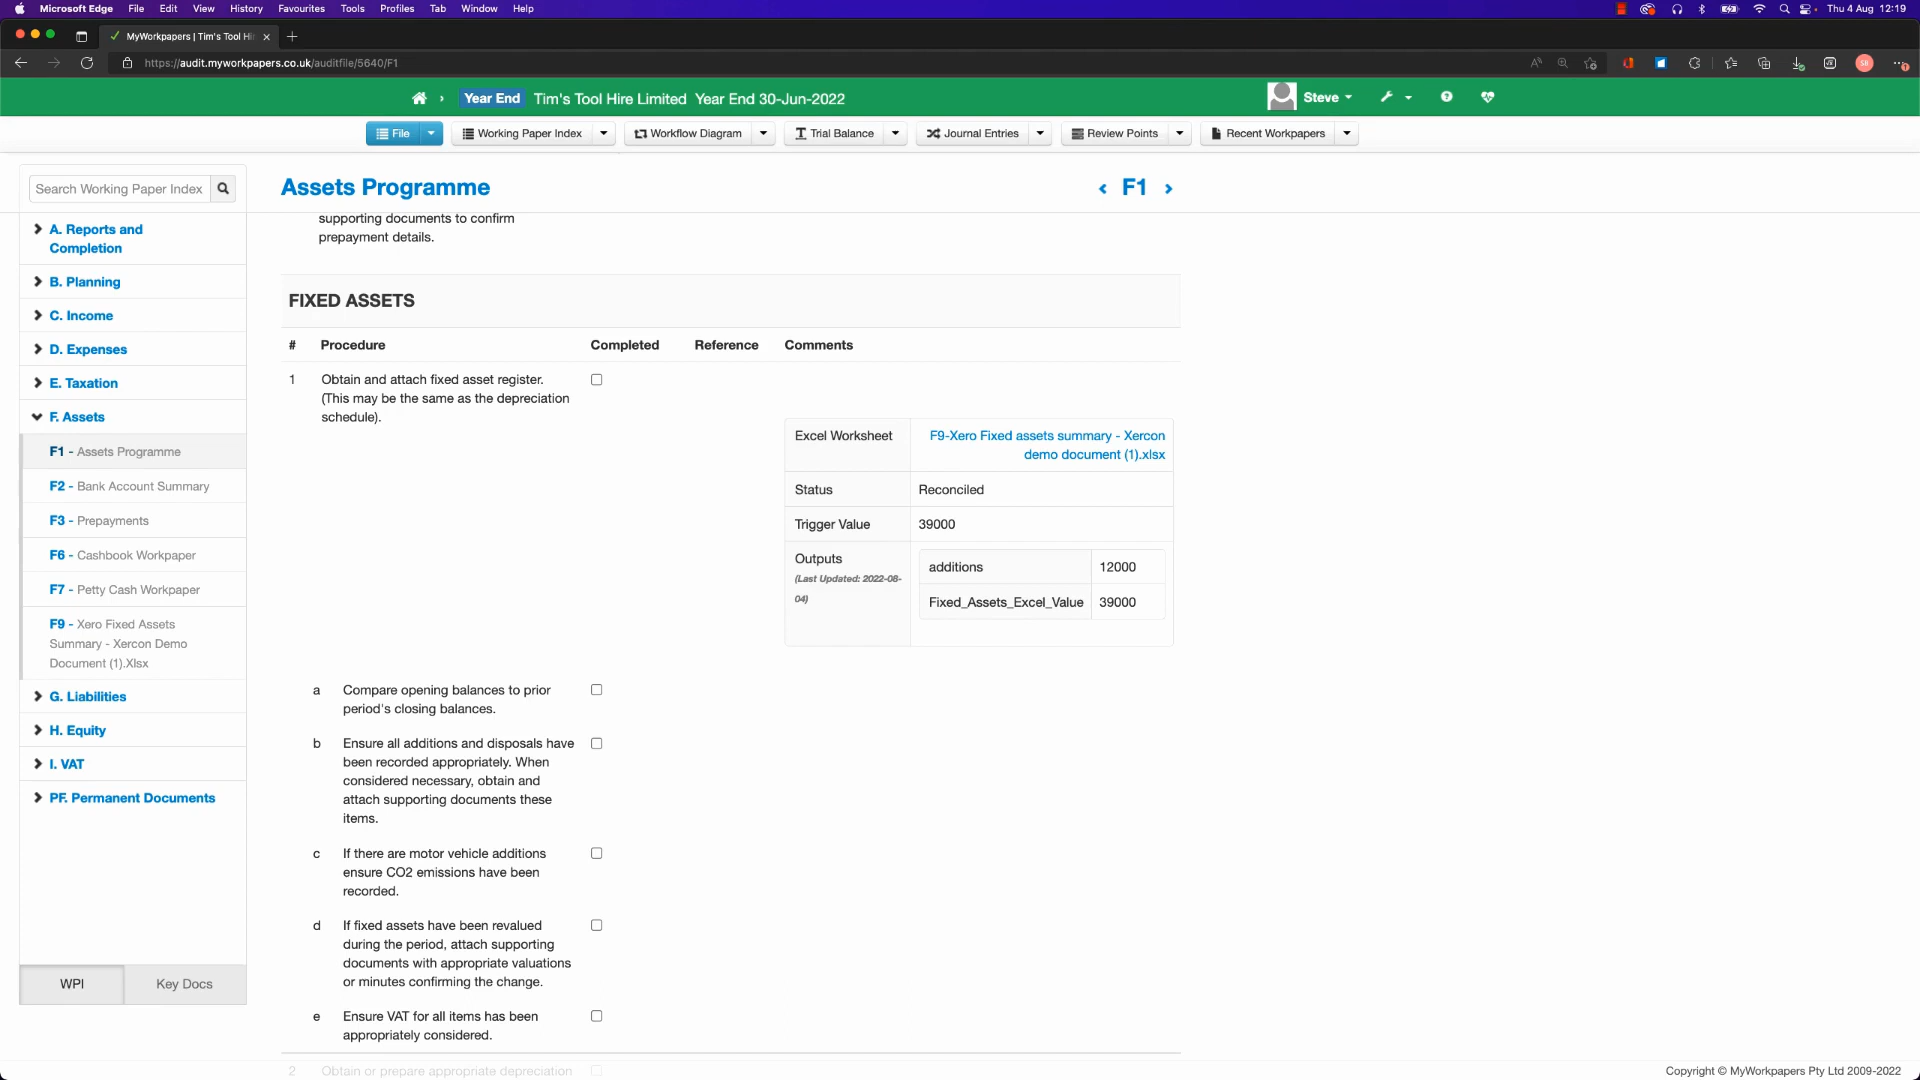 Microsoft Edge File Edit View History Favourites Tools Profiles Tab Window Help Thu 4 Aug 12:19
MyWorkpapers | Tim's Tool Hi
https://audit.myworkpapers.co.uk/auditfile/5640/F1
Year End Tim's Tool Hire Limited Year End 30-Jun-2022 Steve
File Working Paper Index Workflow Diagram Trial Balance Journal Entries Review Points Recent Workpapers
Search Working Paper Index
A. Reports and
Completion
B. Planning
C. Income
D. Expenses
E. Taxation
F. Assets
F1 - Assets Programme
F2 - Bank Account Summary
F3 - Prepayments
F6 - Cashbook Workpaper
F7 - Petty Cash Workpaper
F9 - Xero Fixed Assets
Summary - Xercon Demo
Document (1).Xlsx
G. Liabilities
H. Equity
I. VAT
PF. Permanent Documents
WPI Key Docs
Assets Programme F1
supporting documents to confirm
prepayment details.
FIXED ASSETS
# Procedure Completed Reference Comments
1 Obtain and attach fixed asset register.
(This may be the same as the depreciation
schedule).
Excel Worksheet F9-Xero Fixed assets summary - Xercon
demo document (1).xlsx
Status Reconciled
Trigger Value 39000
Outputs
(Last Updated: 2022-08-
04)
additions 12000
Fixed_Assets_Excel_Value 39000
a Compare opening balances to prior
period's closing balances.
b Ensure all additions and disposals have
been recorded appropriately. When
considered necessary, obtain and
attach supporting documents these
items.
c If there are motor vehicle additions
ensure CO2 emissions have been
recorded.
d If fixed assets have been revalued
during the period, attach supporting
documents with appropriate valuations
or minutes confirming the change.
e Ensure VAT for all items has been
appropriately considered.
2 Obtain or prepare appropriate depreciation
Copyright © MyWorkpapers Pty Ltd 2009-2022